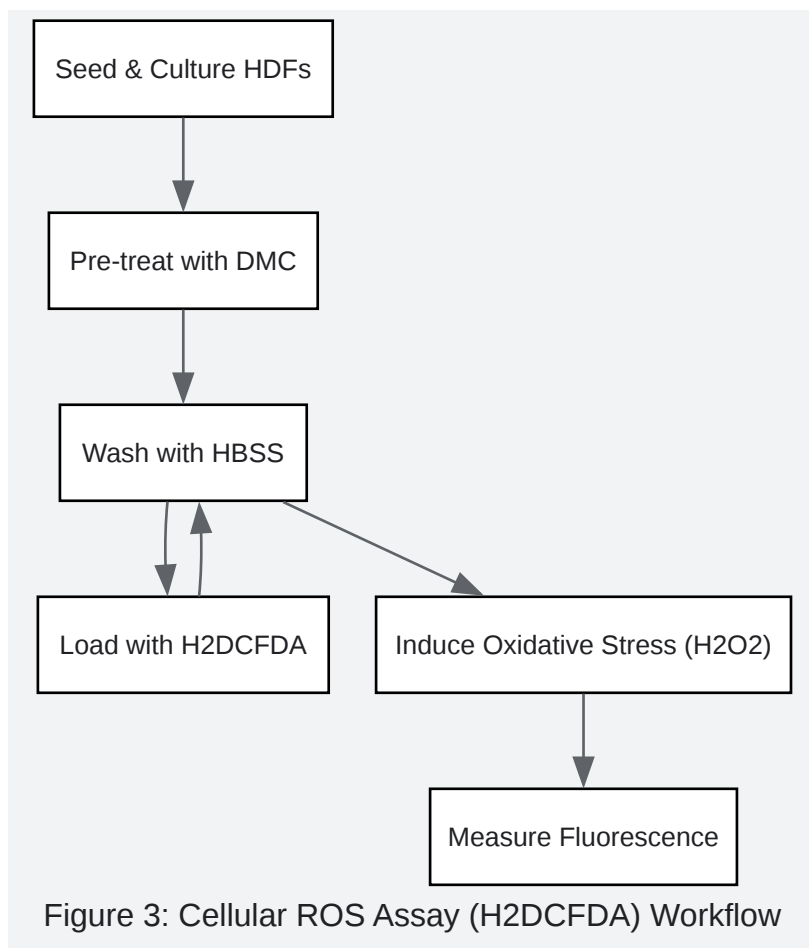 Seed & Culture HDFs
Pre-treat with DMC
Wash with HBSS
Load with H2DCFDA
Induce Oxidative Stress (H2O2)
Measure Fluorescence
Figure 3: Cellular ROS Assay (H2DCFDA) Workflow